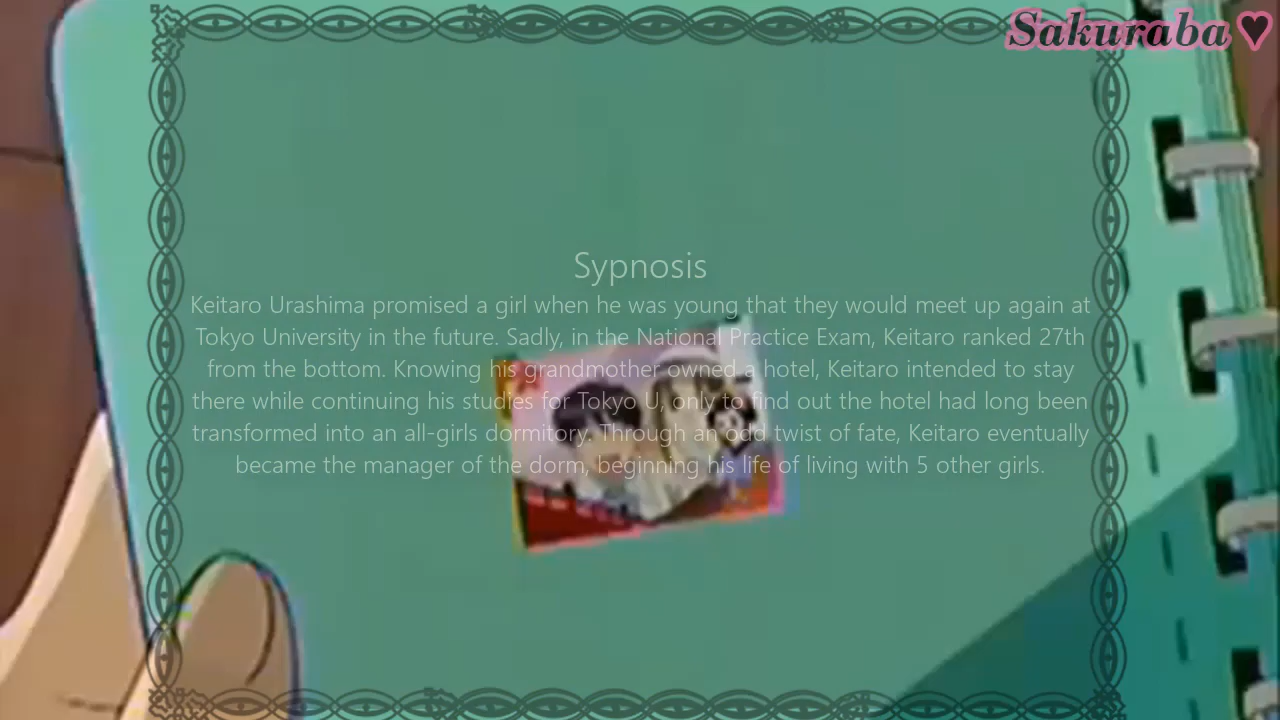 Sakuraba♥
Sypnosis
Keitaro Urashima promised a girl when he was young that they would meet up again at
Tokyo University in the future. Sadly, in the National Practice Exam, Keitaro ranked 27th
from the bottom. Knowing his grandmother owned a hotel, Keitaro intended to stay
there while continuing his studies for Tokyo U, only to find out the hotel had long been
transformed into an all-girls dormitory. Through an odd twist of fate, Keitaro eventually
became the manager of the dorm, beginning his life of living with 5 other girls.